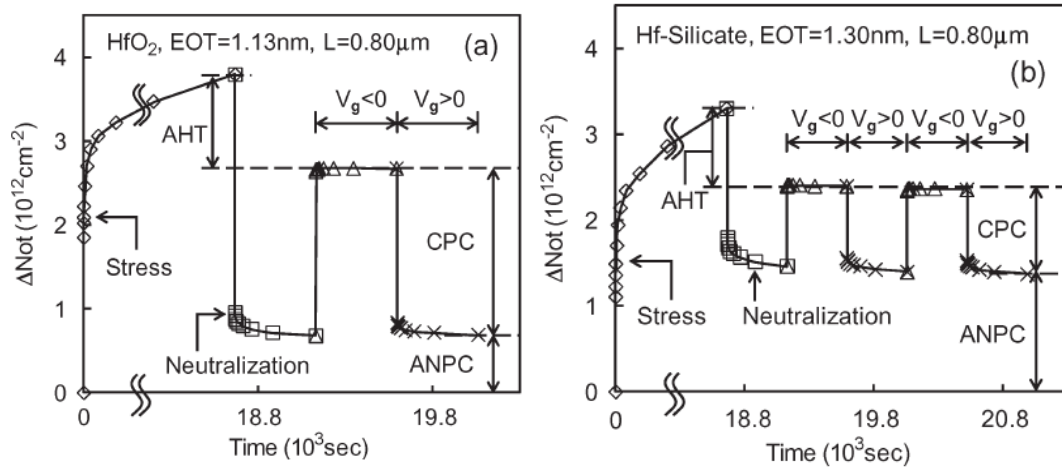 HfO2, EOT=1.13nm, L=0.80μm
(a)
4
3
2
1
0
ΔNot (10^12cm^-2)
AHT
Vg<0
Vg>0
Stress
CPC
Neutralization
ANPC
0
18.8
19.8
Time (10^3sec)
Hf-Silicate, EOT=1.30nm, L=0.80μm
(b)
4
3
2
1
0
ΔNot (10^12cm^-2)
Vg<0
Vg>0
Vg<0
Vg>0
AHT
CPC
Stress
Neutralization
ANPC
0
18.8
19.8
20.8
Time (10^3sec)